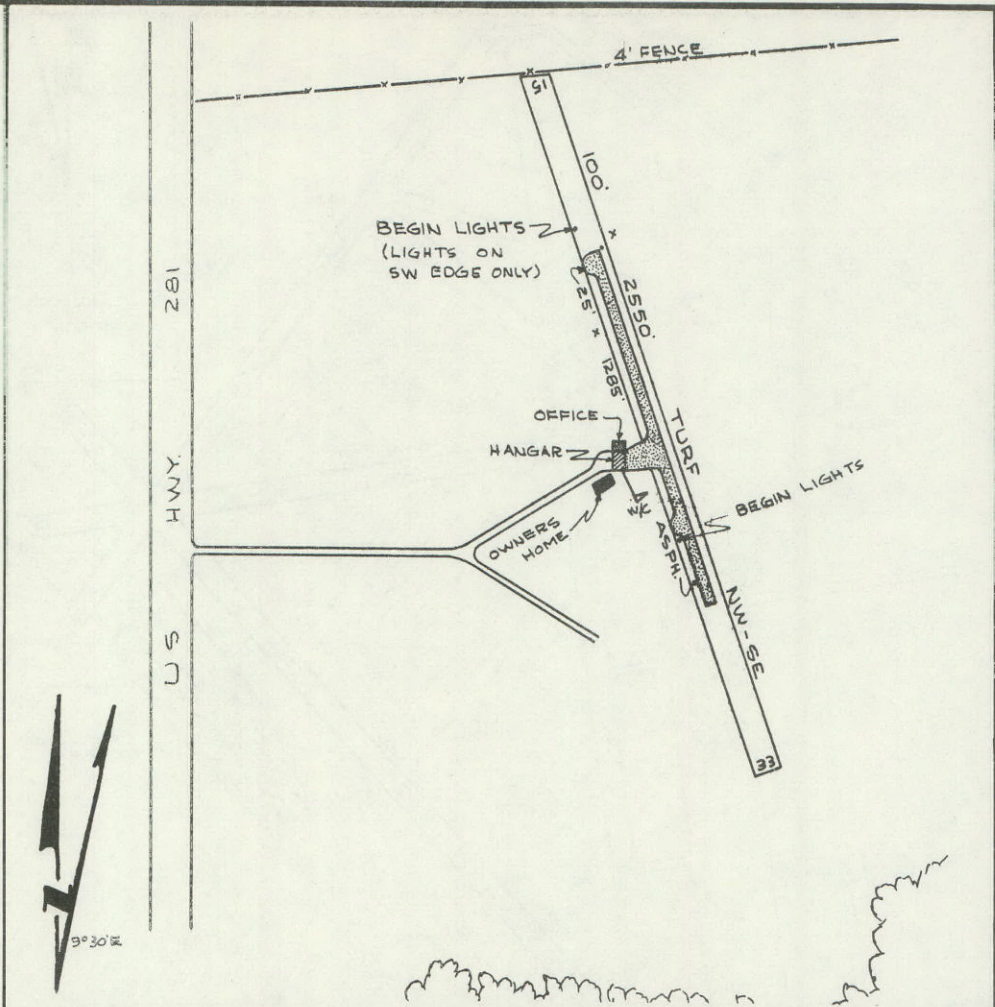 4' FENCE
15
100'
BEGIN LIGHTS
(LIGHTS ON
SW EDGE ONLY)
x
2550'
25' x 1285'
US HWY. 281
OFFICE
HANGAR
TURF
BEGIN LIGHTS
OWNERS
HOME
ASPH.
NW-SE
33
N
9°30'E